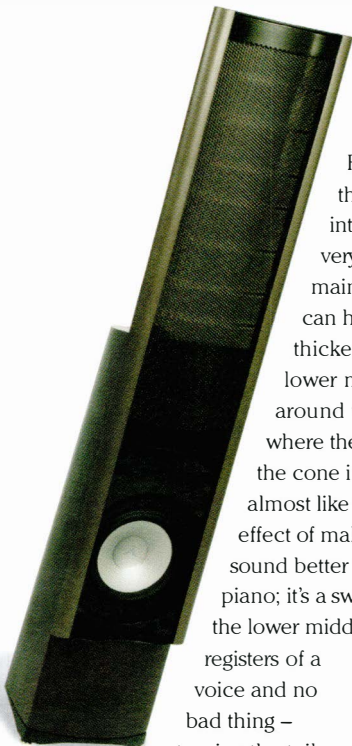 th
int
very
main
can h
thicke
lower m
around
where the
the cone i
almost like
effect of mal
sound better
piano; it's a sw
the lower midd
registers of a
voice and no
bad thing –